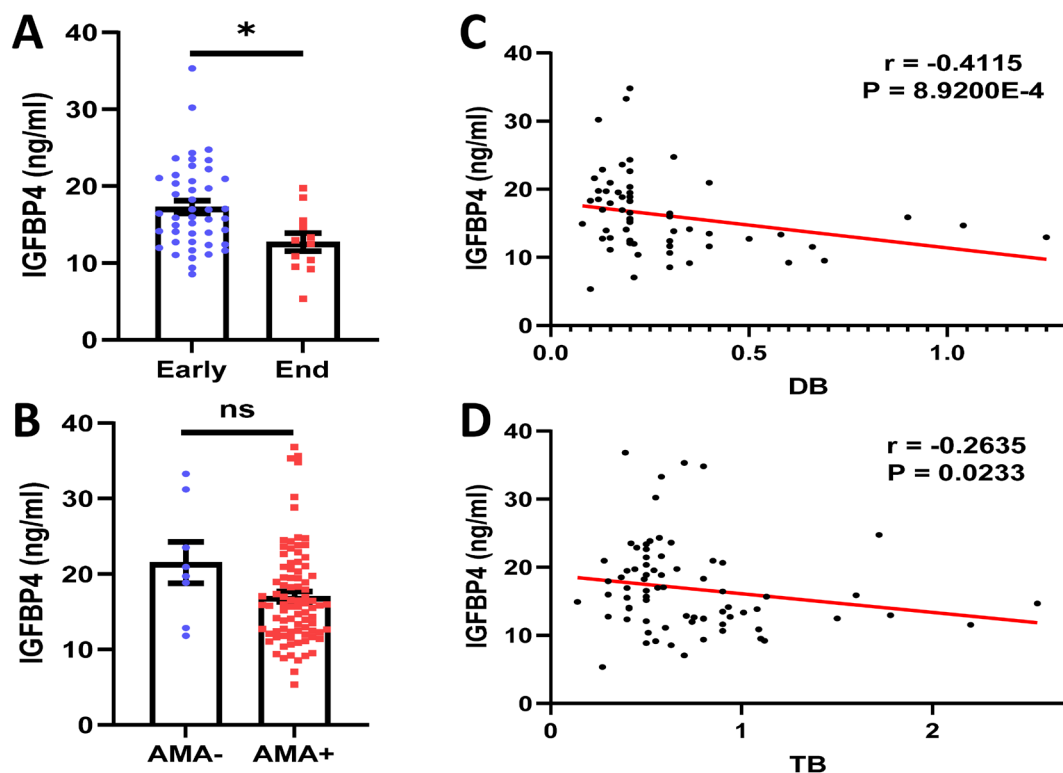 A
IGFBP4 (ng/ml)
40
30
20
10
0
*
Early
End
B
IGFBP4 (ng/ml)
40
30
20
10
0
ns
AMA-
AMA+
C
IGFBP4 (ng/ml)
40
30
20
10
0
r = -0.4115
P = 8.9200E-4
0.0
0.5
1.0
DB
D
IGFBP4 (ng/ml)
40
30
20
10
0
r = -0.2635
P = 0.0233
0
1
2
TB